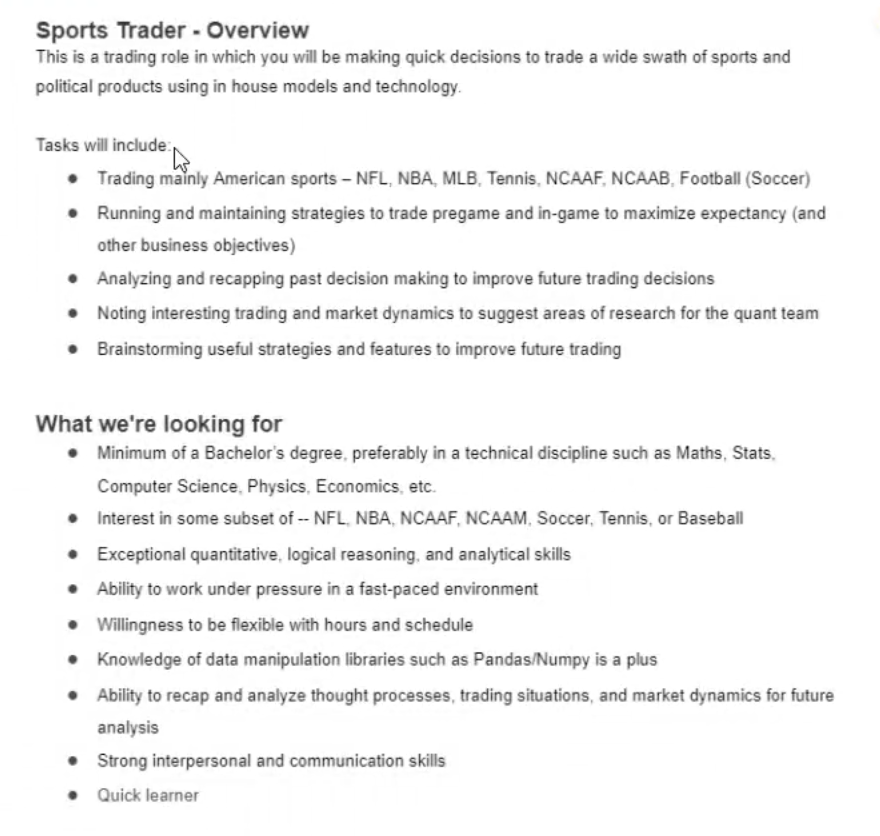 Sports Trader - Overview
This is a trading role in which you will be making quick decisions to trade a wide swath of sports and
political products using in house models and technology.
Tasks will include:
● Trading mainly American sports – NFL, NBA, MLB, Tennis, NCAAF, NCAAB, Football (Soccer)
● Running and maintaining strategies to trade pregame and in-game to maximize expectancy (and
other business objectives)
● Analyzing and recapping past decision making to improve future trading decisions
● Noting interesting trading and market dynamics to suggest areas of research for the quant team
● Brainstorming useful strategies and features to improve future trading
What we're looking for
● Minimum of a Bachelor's degree, preferably in a technical discipline such as Maths, Stats,
Computer Science, Physics, Economics, etc.
● Interest in some subset of -- NFL, NBA, NCAAF, NCAAM, Soccer, Tennis, or Baseball
● Exceptional quantitative, logical reasoning, and analytical skills
● Ability to work under pressure in a fast-paced environment
● Willingness to be flexible with hours and schedule
● Knowledge of data manipulation libraries such as Pandas/Numpy is a plus
● Ability to recap and analyze thought processes, trading situations, and market dynamics for future
analysis
● Strong interpersonal and communication skills
● Quick learner